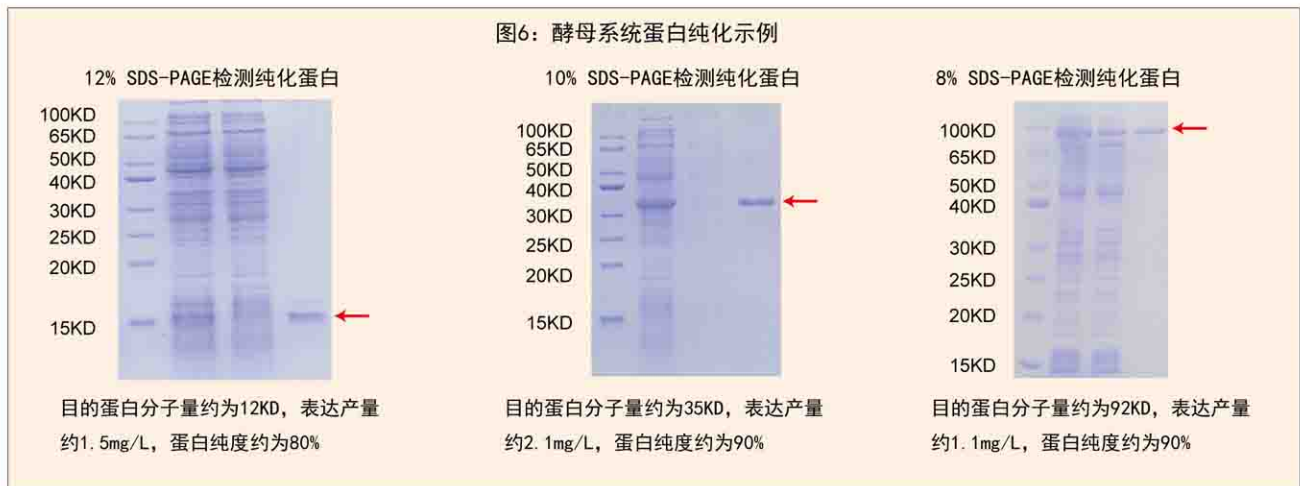 图6: 酵母系统蛋白纯化示例
12% SDS-PAGE检测纯化蛋白
100KD
65KD
50KD
40KD
30KD
25KD
20KD
15KD
目的蛋白分子量约为12KD, 表达产量
约1.5mg/L, 蛋白纯度约为80%
10% SDS-PAGE检测纯化蛋白
100KD
65KD
50KD
40KD
30KD
25KD
20KD
15KD
目的蛋白分子量约为35KD, 表达产量
约2.1mg/L, 蛋白纯度约为90%
8% SDS-PAGE检测纯化蛋白
100KD
65KD
50KD
40KD
30KD
25KD
20KD
15KD
目的蛋白分子量约为92KD, 表达产量
约1.1mg/L, 蛋白纯度约为90%